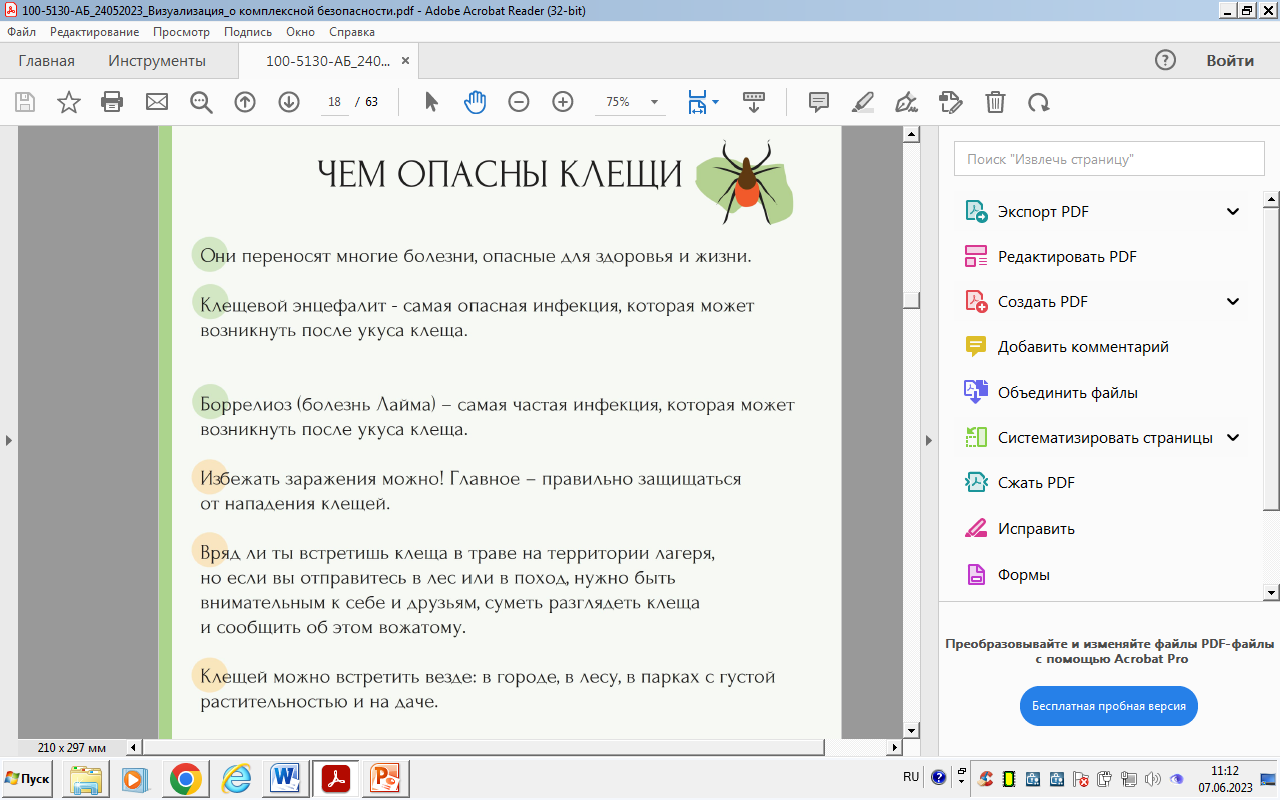 100-5130-АБ_24052023_Визуализация_о комплексной безопасности.pdf - Adobe Acrobat Reader (32-bit)
Файл Редактирование Просмотр Подпись Окно Справка
Главная Инструменты 100-5130-АБ_240... × Войти
18 / 63 75%
ЧЕМ ОПАСНЫ КЛЕЩИ
Они переносят многие болезни, опасные для здоровья и жизни.
Клещевой энцефалит - самая опасная инфекция, которая может
возникнуть после укуса клеща.
Боррелиоз (болезнь Лайма) – самая частая инфекция, которая может
возникнуть после укуса клеща.
Избежать заражения можно! Главное – правильно защищаться
от нападения клещей.
Вряд ли ты встретишь клеща в траве на территории лагеря,
но если вы отправитесь в лес или в поход, нужно быть
внимательным к себе и друзьям, суметь разглядеть клеща
и сообщить об этом вожатому.
Клещей можно встретить везде: в городе, в лесу, в парках с густой
растительностью и на даче.
210 x 297 мм
Поиск "Извлечь страницу"
Экспорт PDF
Редактировать PDF
Создать PDF
Добавить комментарий
Объединить файлы
Систематизировать страницы
Сжать PDF
Исправить
Формы
Преобразовывайте и изменяйте файлы PDF-файлы
с помощью Acrobat Pro
Бесплатная пробная версия
Пуск
RU
11:12
07.06.2023